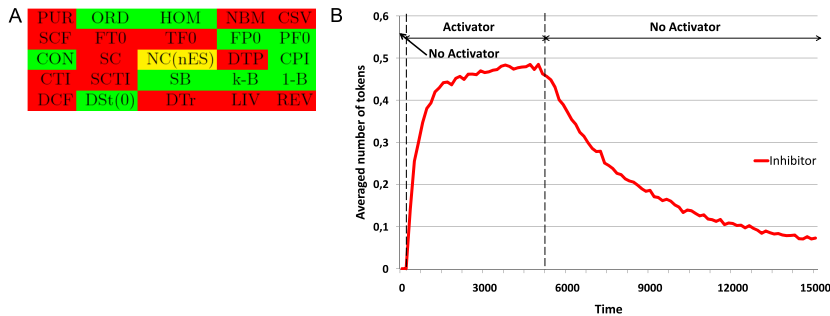 A
PUR ORD HOM NBM CSV
SCF FT0 TF0 FP0 PF0
CON SC NC(nES) DTP CPI
CTI SCTI SB k-B 1-B
DCF DSt(0) DTr LIV REV
B
0,6
Activator
No Activator
No Activator
0,5
0,4
0,3
0,2
0,1
0
Averaged number of tokens
Inhibitor
0 3000 6000 9000 12000 15000
Time